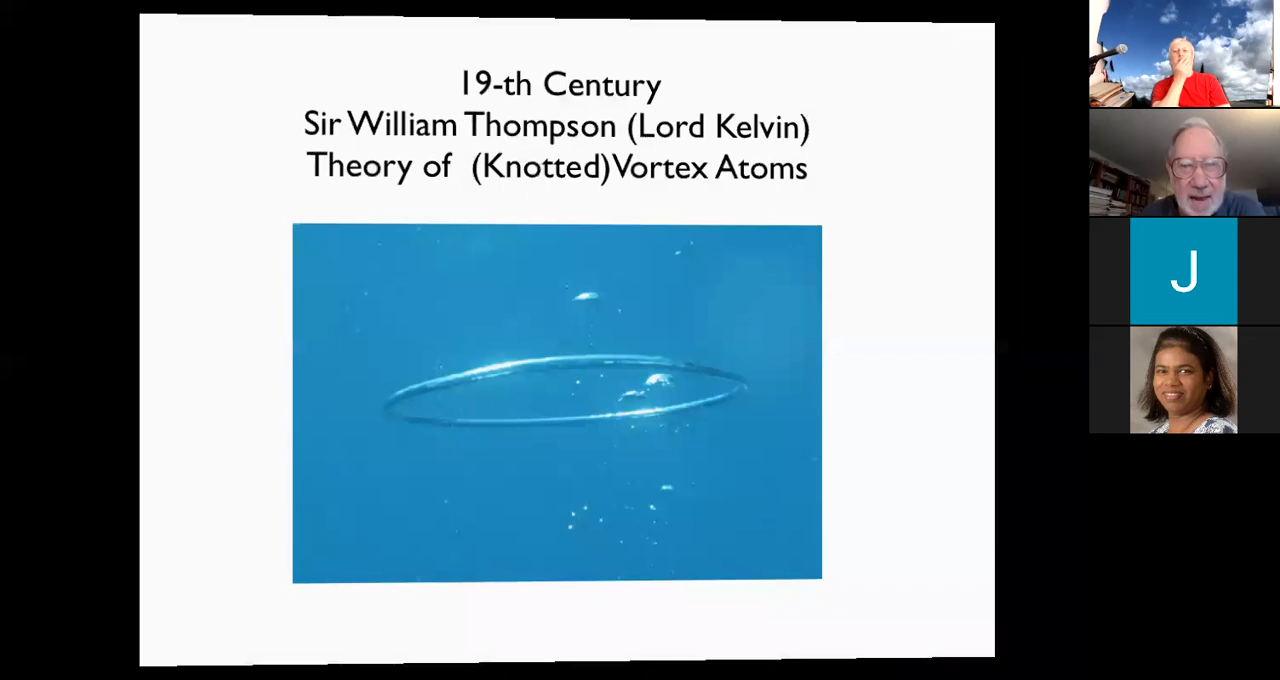 19-th Century
Sir William Thompson (Lord Kelvin)
Theory of (Knotted)Vortex Atoms
J